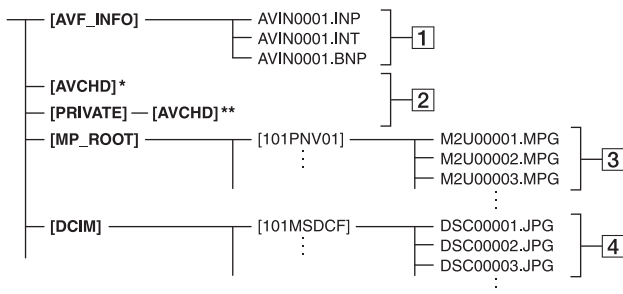 [AVF_INFO] AVIN0001.INP
AVIN0001.INT 1
AVIN0001.BNP
[AVCHD]*
2
[PRIVATE] [AVCHD]**
[MP_ROOT] [101PNV01] M2U00001.MPG
M2U00002.MPG 3
M2U00003.MPG
[DCIM] [101MSDCF] DSC00001.JPG
DSC00002.JPG 4
DSC00003.JPG